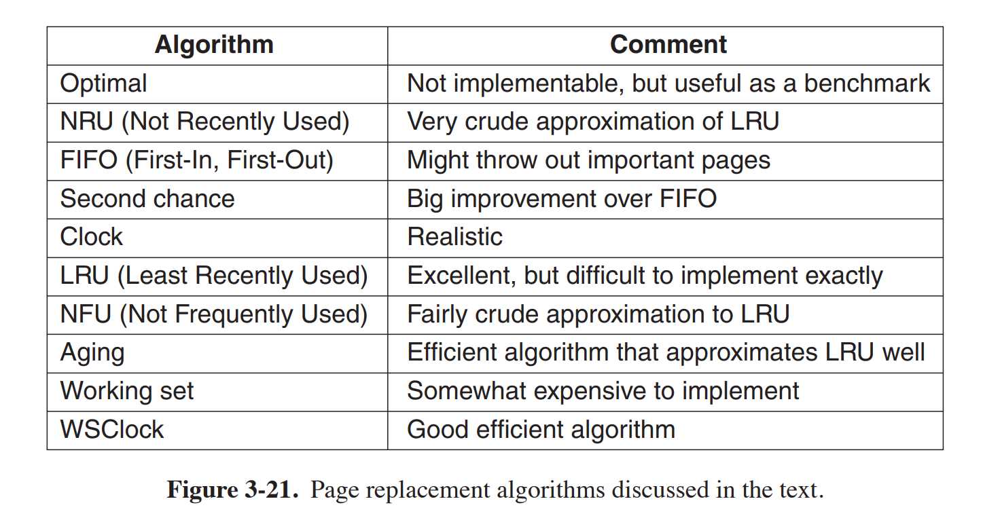 Algorithm Comment
Optimal Not implementable, but useful as a benchmark
NRU (Not Recently Used) Very crude approximation of LRU
FIFO (First-In, First-Out) Might throw out important pages
Second chance Big improvement over FIFO
Clock Realistic
LRU (Least Recently Used) Excellent, but difficult to implement exactly
NFU (Not Frequently Used) Fairly crude approximation to LRU
Aging Efficient algorithm that approximates LRU well
Working set Somewhat expensive to implement
WSClock Good efficient algorithm
Figure 3-21. Page replacement algorithms discussed in the text.